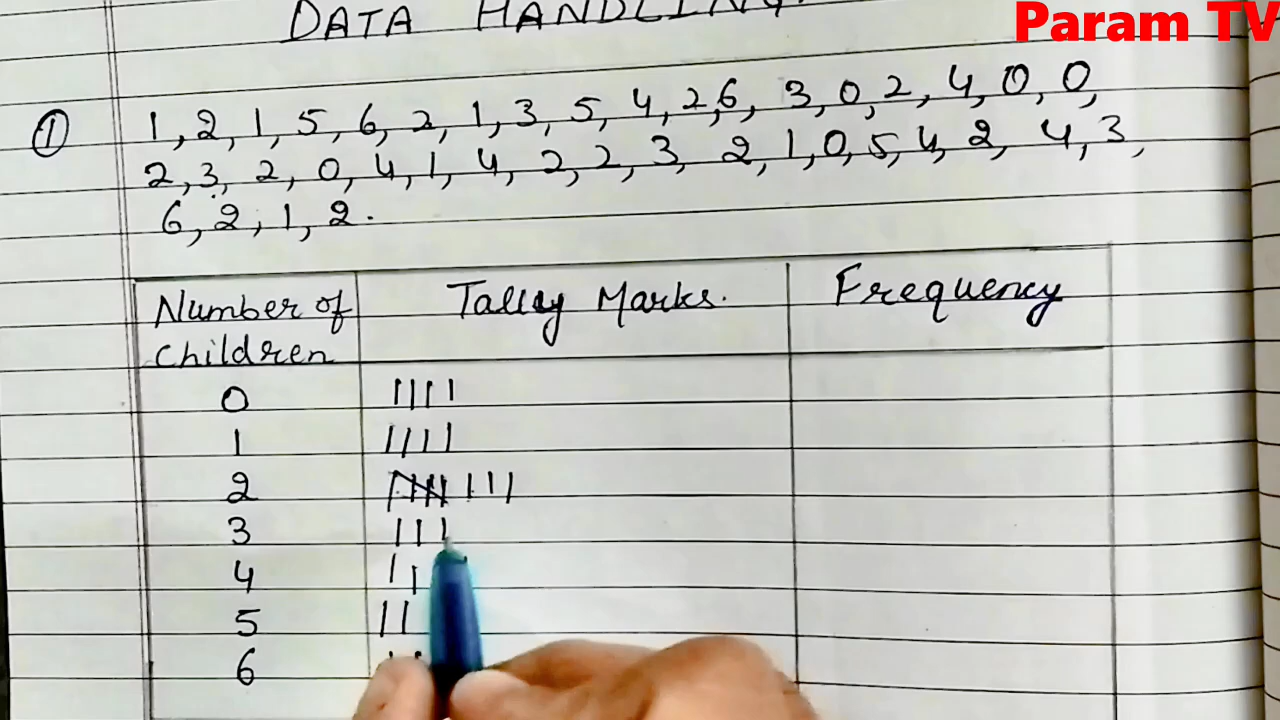 DATA HANDLING.
Param TV
① 1, 2, 1, 5, 6, 2, 1, 3, 5, 4, 2, 6, 3, 0, 2, 4, 0, 0,
2, 3, 2, 0, 4, 1, 4, 2, 2, 3, 2, 1, 0, 5, 4, 2, 4, 3,
6, 2, 1, 2.
Number of children Tally Marks. Frequency
0 ||||
1 ||||
2 |||| |||
3 |||
4 ||
5 ||
6